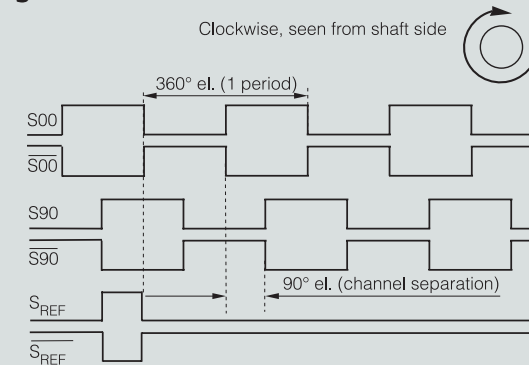 Clockwise, seen from shaft side
360° el. (1 period)
S00
S00
S90
S90
90° el. (channel separation)
SREF
SREF